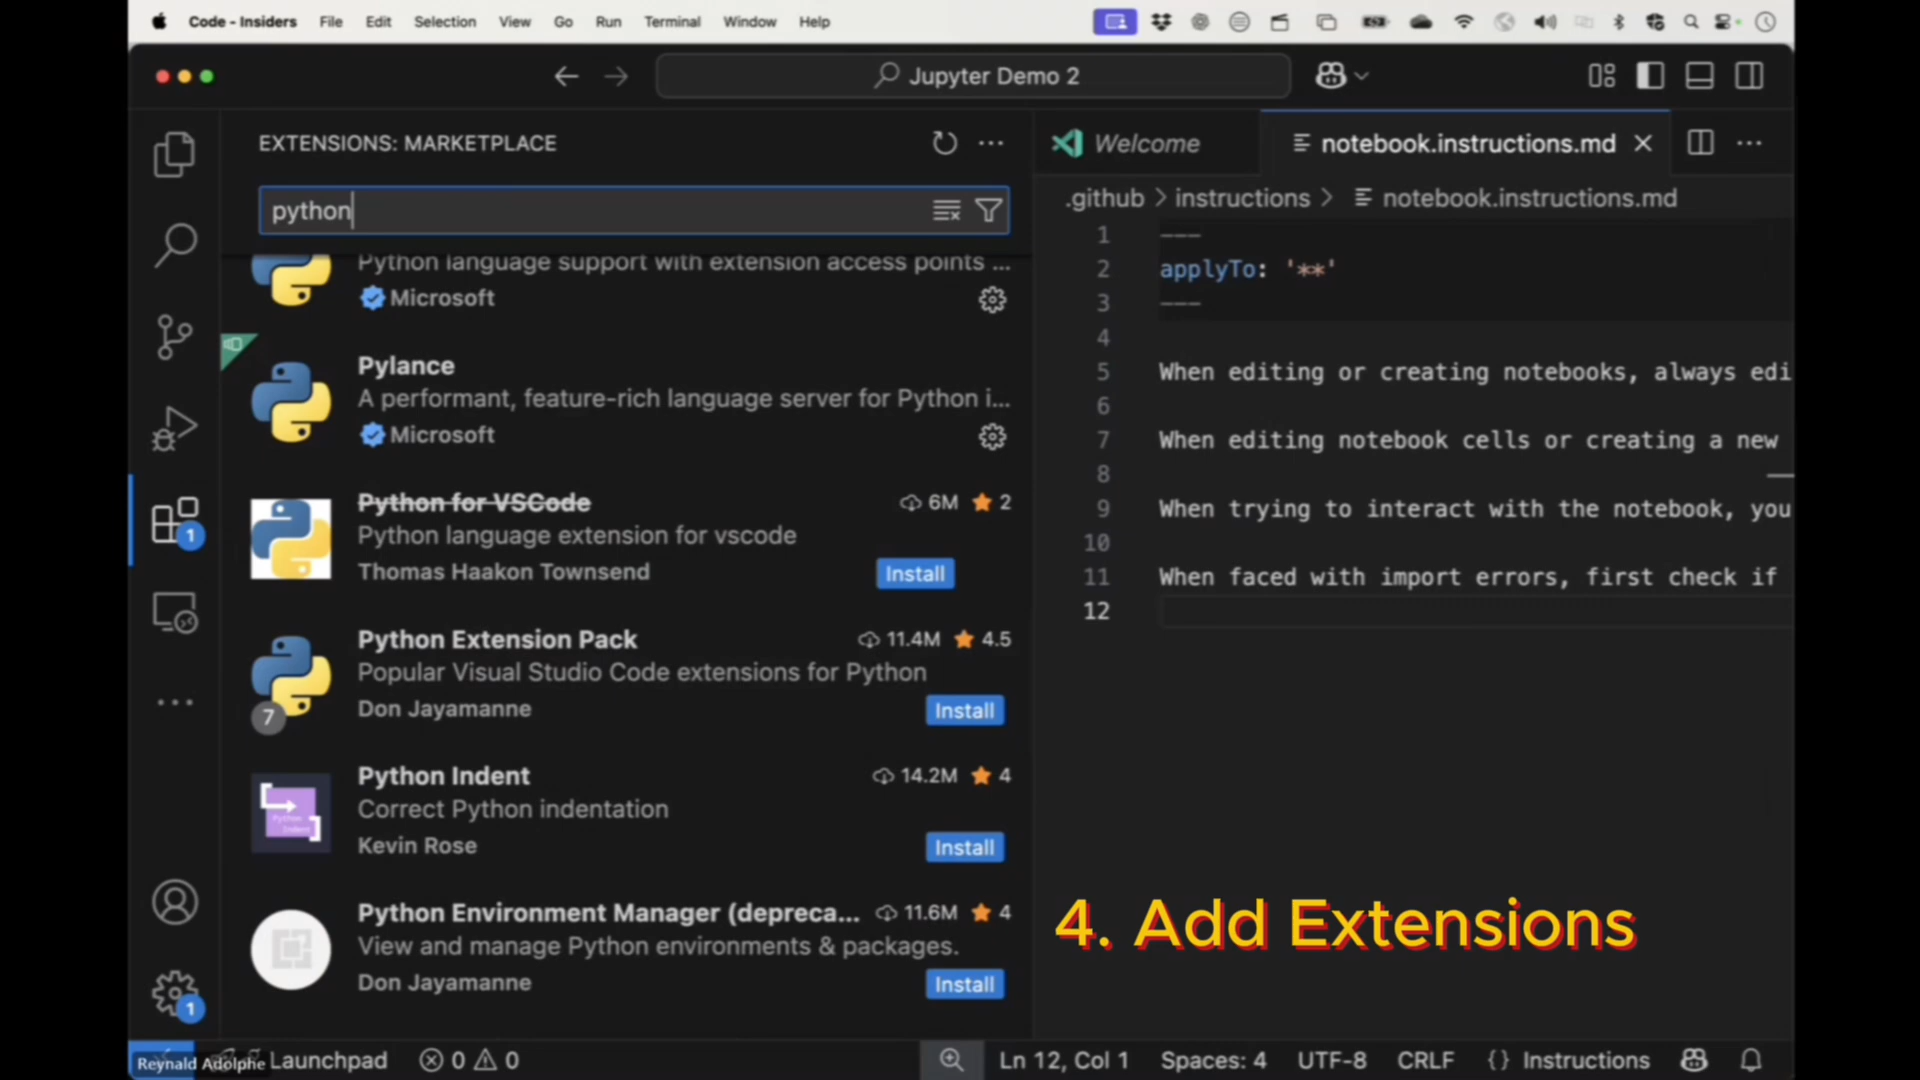 Code - Insiders File Edit Selection View Go Run Terminal Window Help
Jupyter Demo 2
EXTENSIONS: MARKETPLACE
python
Python language support with extension access points ...
Microsoft
Pylance
A performant, feature-rich language server for Python i...
Microsoft
Python for VSCode 6M 2
Python language extension for vscode
Thomas Haakon Townsend Install
Python Extension Pack 11.4M 4.5
Popular Visual Studio Code extensions for Python
7 Don Jayamanne Install
Python Indent 14.2M 4
Correct Python indentation
Kevin Rose Install
Python Environment Manager (depreca... 11.6M 4
View and manage Python environments & packages.
Don Jayamanne Install
1
1
Welcome notebook.instructions.md
.github > instructions > notebook.instructions.md
1 ---
2 applyTo: '**'
3 ---
4
5 When editing or creating notebooks, always edi
6
7 When editing notebook cells or creating a new
8
9 When trying to interact with the notebook, you
10
11 When faced with import errors, first check if
12
4. Add Extensions
Reynald Adolphe Launchpad 0 0 Ln 12, Col 1 Spaces: 4 UTF-8 CRLF {} Instructions